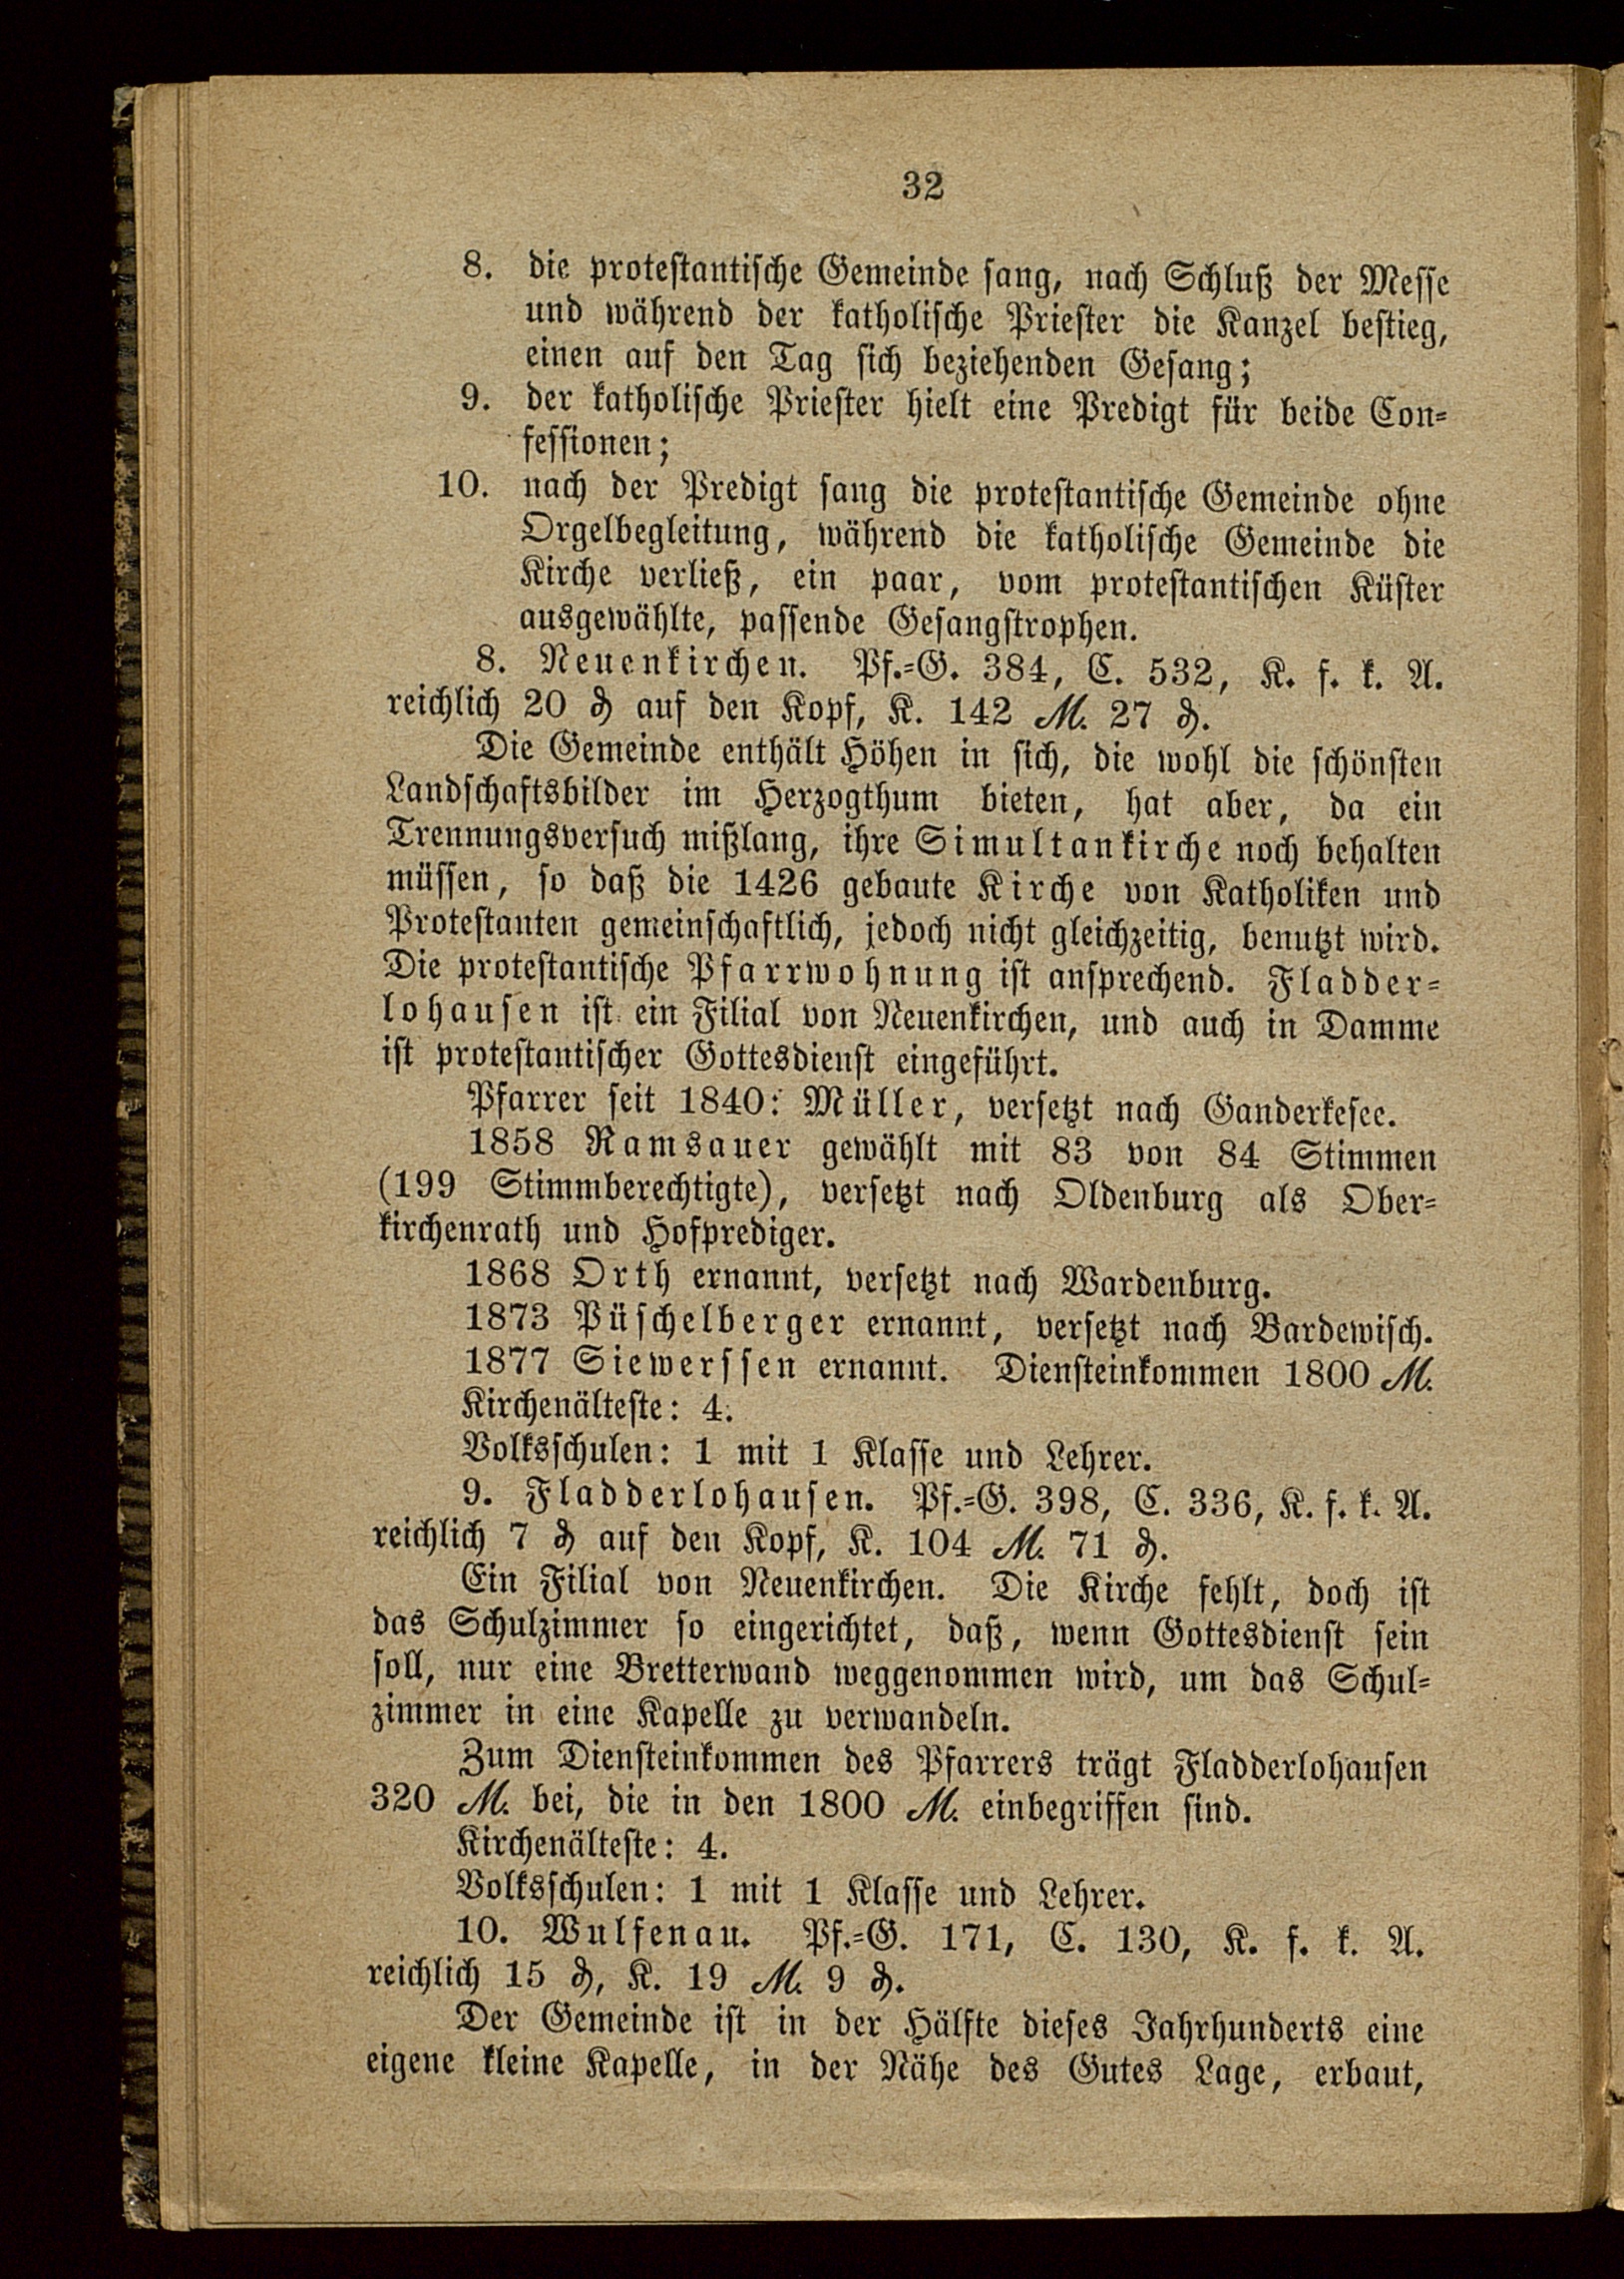 32
8. die protestantische Gemeinde sang, nach Schluß der Messe
und während der katholische Priester die Kanzel bestieg,
einen auf den Tag sich beziehenden Gesang;
9. der katholische Priester hielt eine Predigt für beide Con-
fessionen;
10. nach der Predigt sang die protestantische Gemeinde ohne
Orgelbegleitung, während die katholische Gemeinde die
Kirche verließ, ein paar, vom protestantischen Küster
ausgewählte, passende Gesangstrophen.
8. Neuenkirchen. Pf.-G. 384, C. 532, K. f. k. A.
reichlich 20 ₰ auf den Kopf, K. 142 M. 27 ₰.
Die Gemeinde enthält Höhen in sich, die wohl die schönsten
Landschaftsbilder im Herzogthum bieten, hat aber, da ein
Trennungsversuch mißlang, ihre Simultankirche noch behalten
müssen, so daß die 1426 gebaute Kirche von Katholiken und
Protestanten gemeinschaftlich, jedoch nicht gleichzeitig, benutzt wird.
Die protestantische Pfarrwohnung ist ansprechend. Fladder-
lohausen ist ein Filial von Neuenkirchen, und auch in Damme
ist protestantischer Gottesdienst eingeführt.
Pfarrer seit 1840: Müller, versetzt nach Ganderkesee.
1858 Ramsauer gewählt mit 83 von 84 Stimmen
(199 Stimmberechtigte), versetzt nach Oldenburg als Ober-
kirchenrath und Hofprediger.
1868 Orth ernannt, versetzt nach Wardenburg.
1873 Püschelberger ernannt, versetzt nach Bardewisch.
1877 Siewerssen ernannt. Diensteinkommen 1800 M.
Kirchenälteste: 4.
Volksschulen: 1 mit 1 Klasse und Lehrer.
9. Fladderlohausen. Pf.-G. 398, C. 336, K. f. k. A.
reichlich 7 ₰ auf den Kopf, K. 104 M. 71 ₰.
Ein Filial von Neuenkirchen. Die Kirche fehlt, doch ist
das Schulzimmer so eingerichtet, daß, wenn Gottesdienst sein
soll, nur eine Bretterwand weggenommen wird, um das Schul-
zimmer in eine Kapelle zu verwandeln.
Zum Diensteinkommen des Pfarrers trägt Fladderlohausen
320 M. bei, die in den 1800 M. einbegriffen sind.
Kirchenälteste: 4.
Volksschulen: 1 mit 1 Klasse und Lehrer.
10. Wulfenau. Pf.-G. 171, C. 130, K. f. k. A.
reichlich 15 ₰, K. 19 M. 9 ₰.
Der Gemeinde ist in der Hälfte dieses Jahrhunderts eine
eigene kleine Kapelle, in der Nähe des Gutes Lage, erbaut,